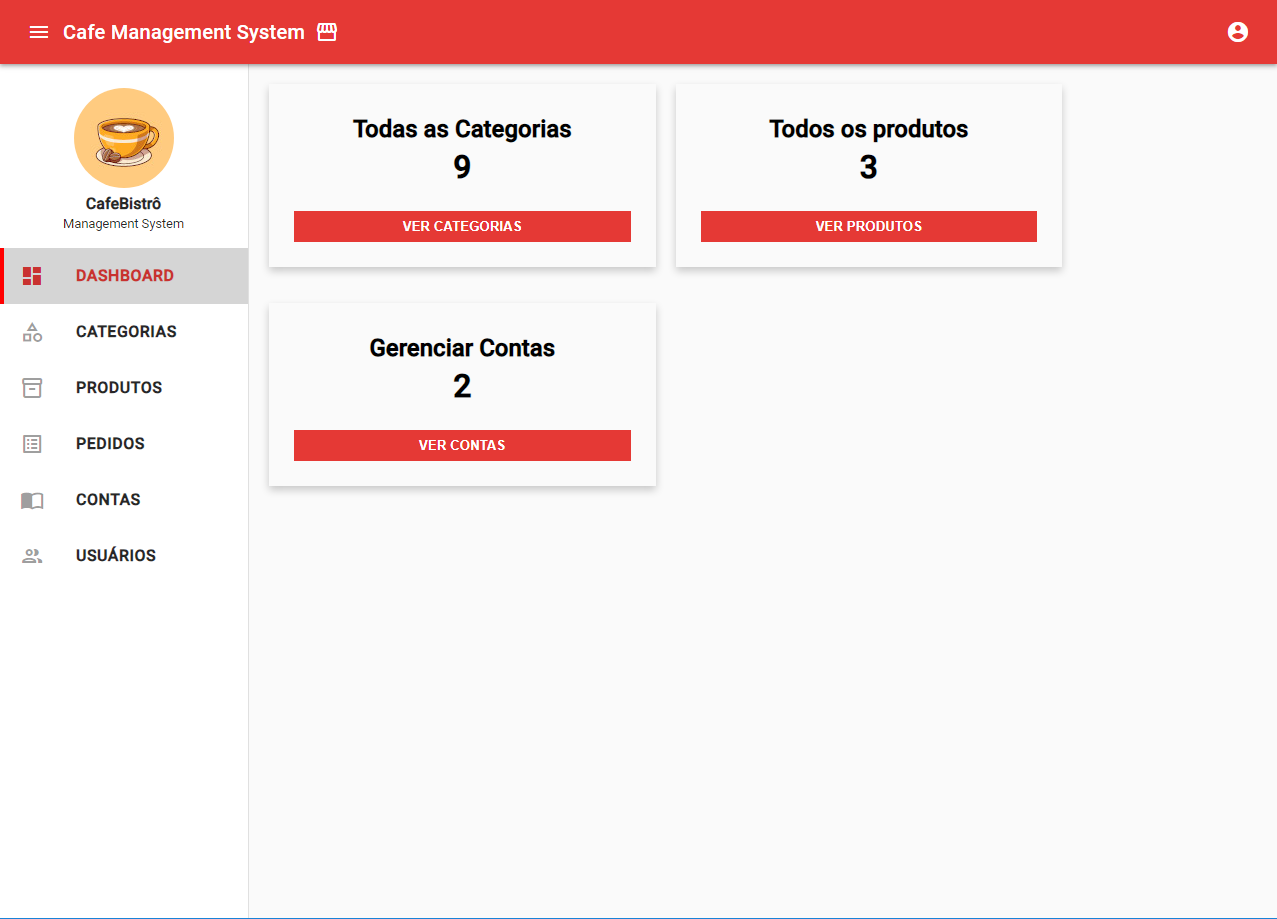 Cafe Management System
CafeBistrô
Management System
DASHBOARD
CATEGORIAS
PRODUTOS
PEDIDOS
CONTAS
USUÁRIOS
Todas as Categorias
9
VER CATEGORIAS
Todos os produtos
3
VER PRODUTOS
Gerenciar Contas
2
VER CONTAS